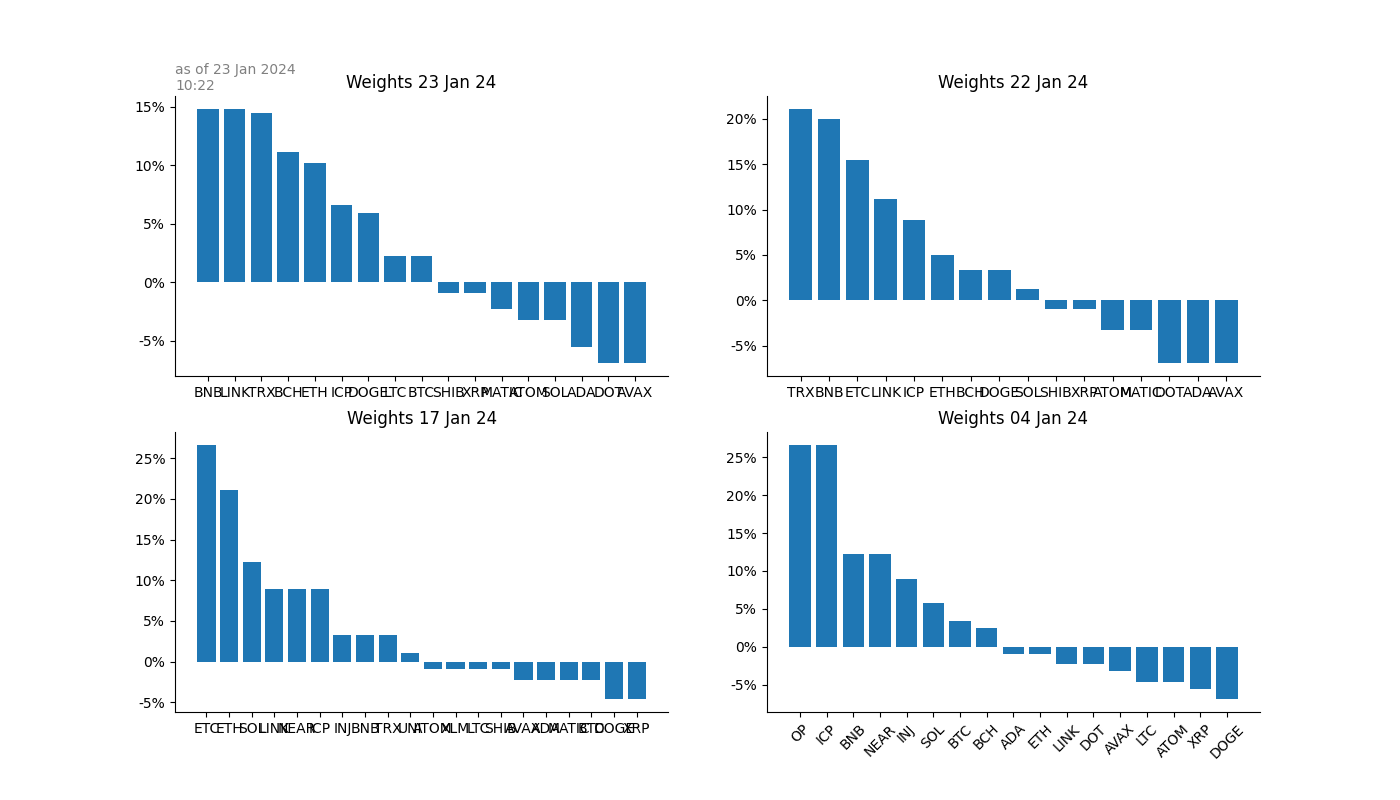 as of 23 Jan 2024
10:22
Weights 23 Jan 24
15%
10%
5%
0%
-5%
BNB LINK TRX BCH ETH ICP DOGE LTC BTC SHIB XRP MATIC ATOM SOL ADA DOT AVAX
Weights 22 Jan 24
20%
15%
10%
5%
0%
-5%
TRX BNB ETC LINK ICP ETH BCH DOGE SOL SHIB XRP ATOM MATIC DOT ADA AVAX
Weights 17 Jan 24
25%
20%
15%
10%
5%
0%
-5%
ETC ETH SOL LINK NEAR ICP INJ BNB TRX UNI ATOM XLM LTC SHIB AVAX ADA MATIC BTC DOGE XRP
Weights 04 Jan 24
25%
20%
15%
10%
5%
0%
-5%
OP ICP BNB NEAR INJ SOL BTC BCH ADA ETH LINK DOT AVAX LTC ATOM XRP DOGE